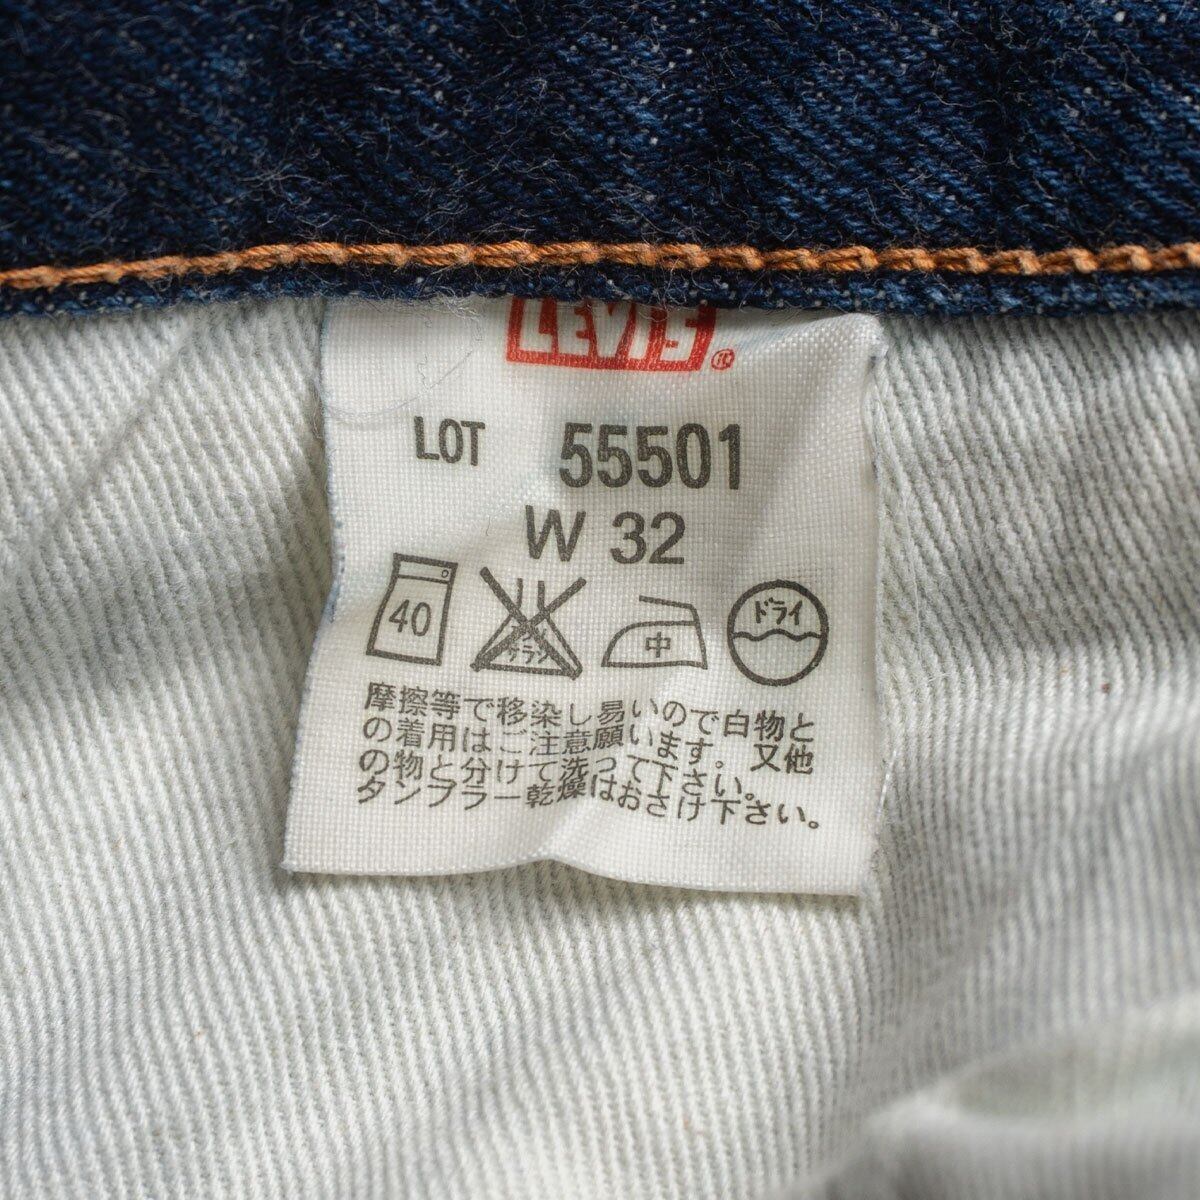 LEVI'S®
LOT 55501
W 32
40
中
ドライ
摩擦等で移染し易いので白物と
の着用はご注意願います。又他
の物と分けて洗って下さい。
タンブラー乾燥はおさけ下さい。